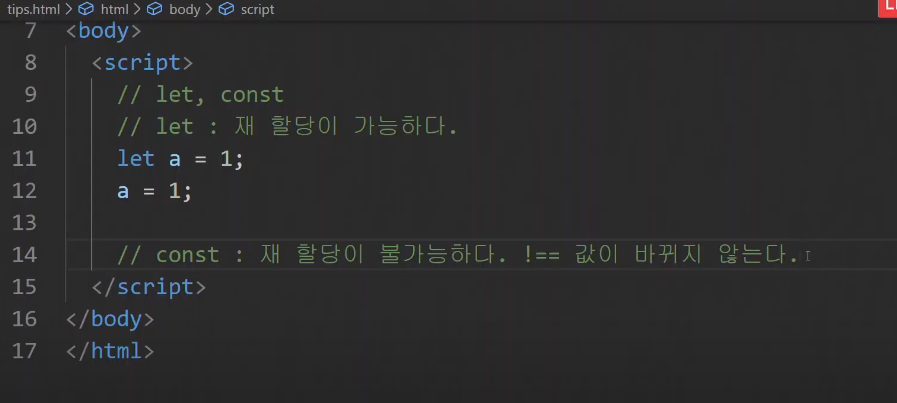 tips.html > html > body > script
7 <body>
8 <script>
9 // let, const
10 // let : 재 할당이 가능하다.
11 let a = 1;
12 a = 1;
13
14 // const : 재 할당이 불가능하다. !== 값이 바뀌지 않는다.
15 </script>
16 </body>
17 </html>